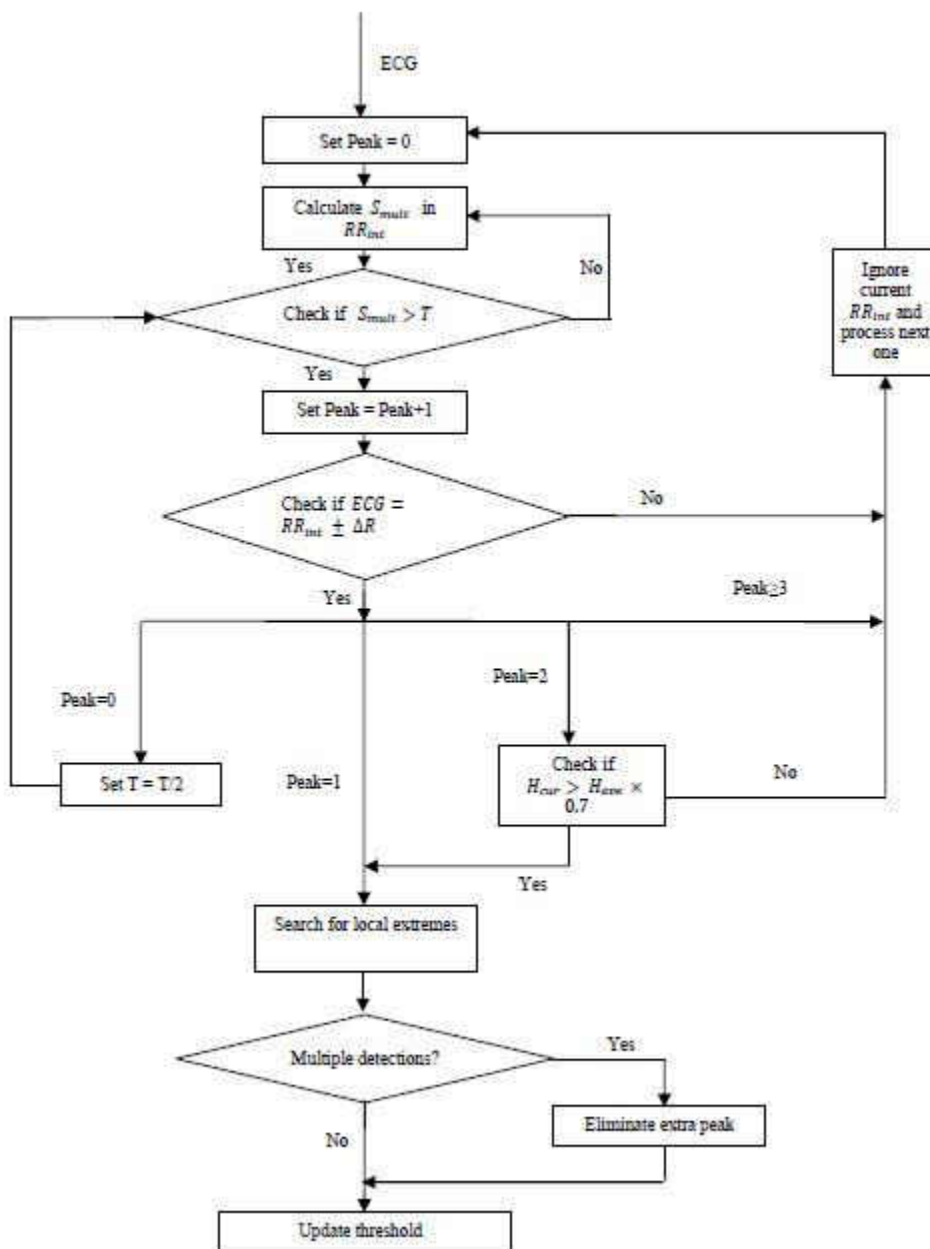 ECG
Set Peak = 0
Calculate S_mult in
RR_int
Yes
No
Ignore
current
RR_int and
process next
one
Check if S_mult > T
Yes
Set Peak = Peak+1
Check if ECG =
RR_int ± ΔR
No
Yes
Peak≥3
Peak=0
Peak=2
Set T = T/2
Peak=1
Check if
H_cur > H_ave ×
0.7
No
Yes
Search for local extremes
Multiple detections?
Yes
Eliminate extra peak
No
Update threshold